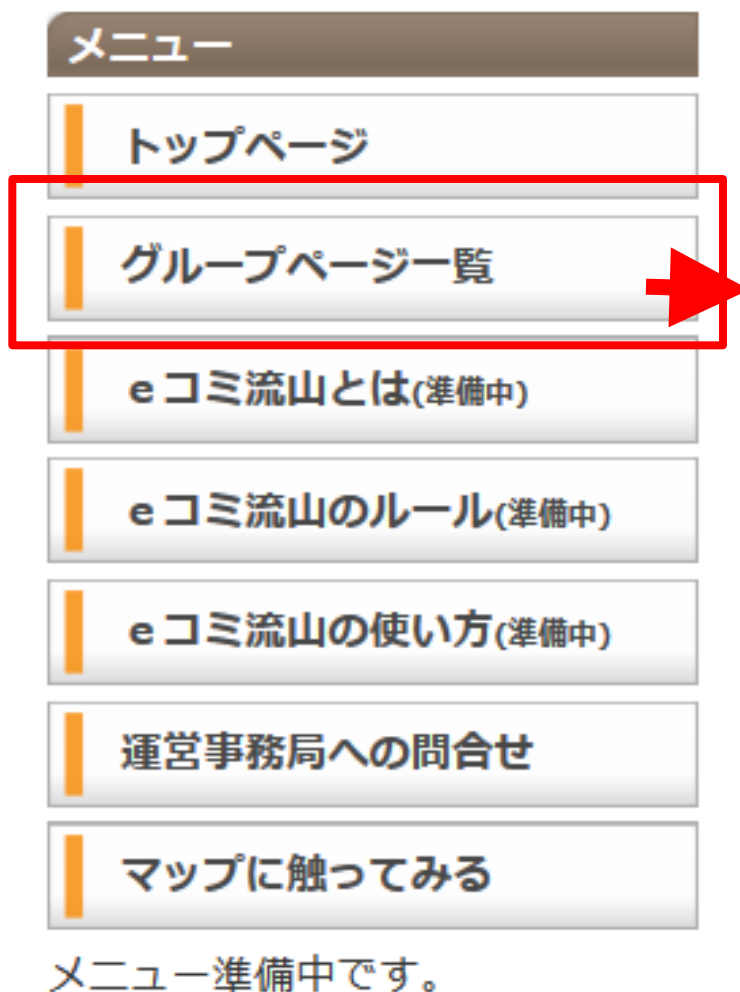 メニュー
トップページ
グループページ一覧
ｅコミ流山とは(準備中)
ｅコミ流山のルール(準備中)
ｅコミ流山の使い方(準備中)
運営事務局への問合せ
マップに触ってみる
メニュー準備中です。